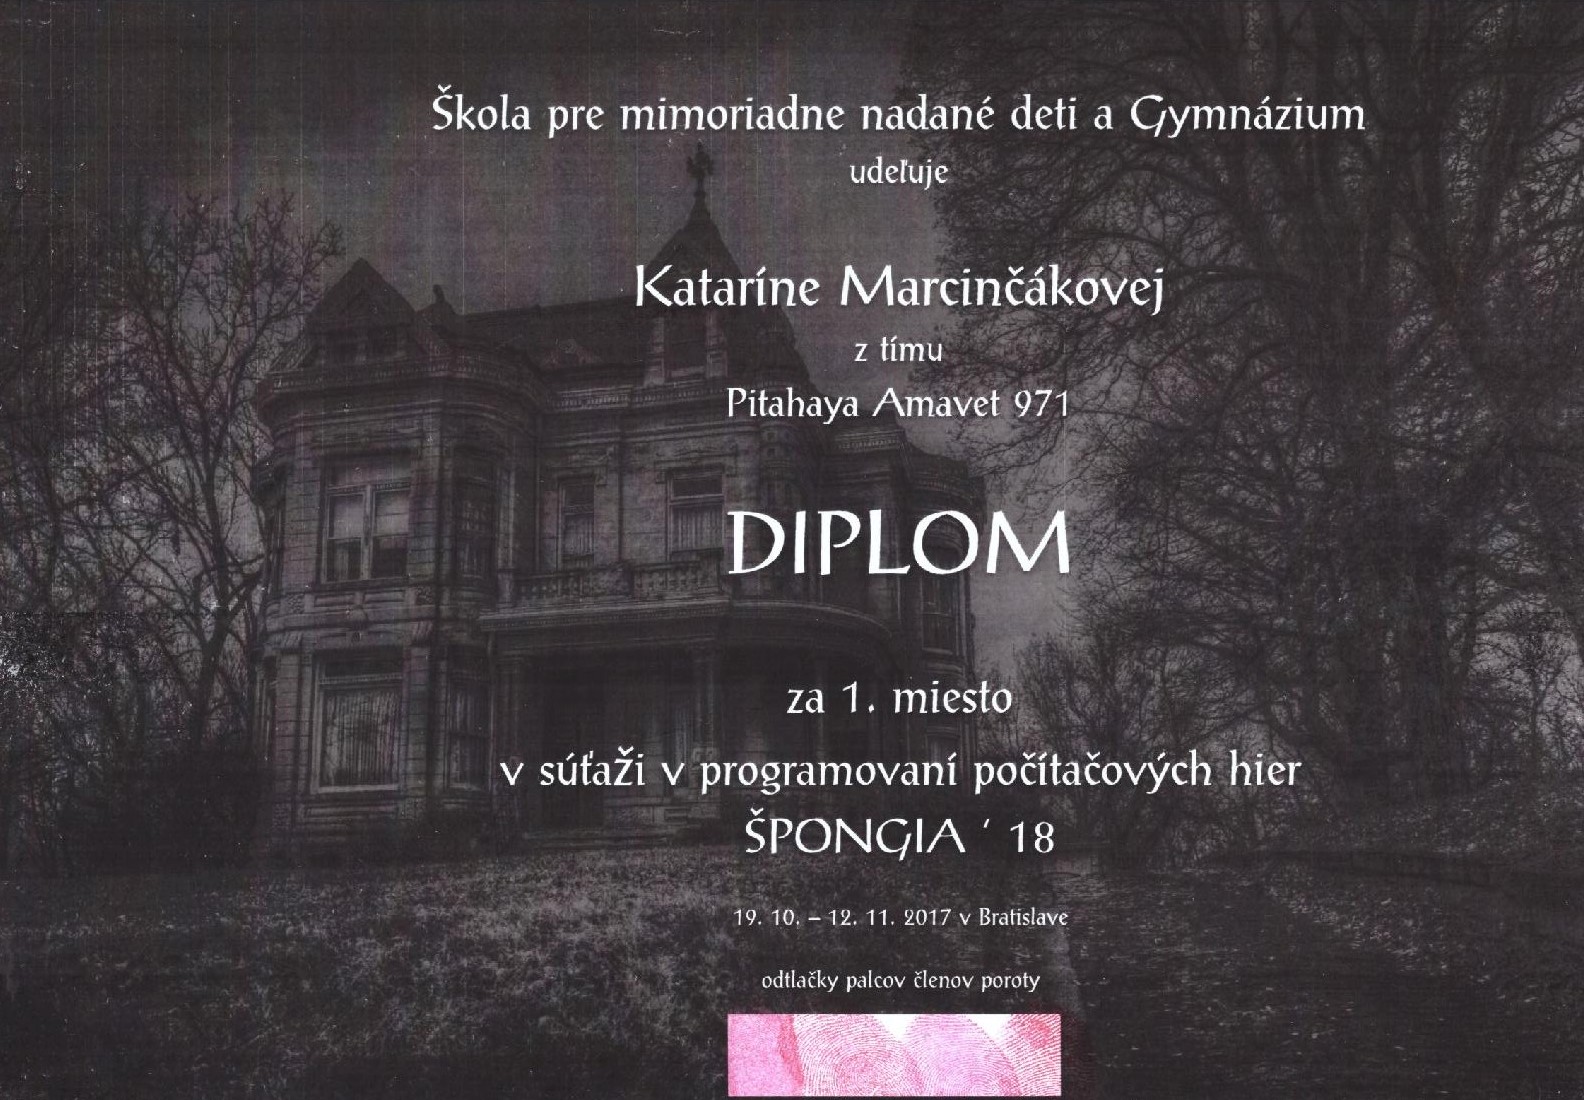 Škola pre mimoriadne nadané deti a Gymnázium
udeľuje
Kataríne Marcinčákovej
z tímu
Pitahaya Amavet 971
DIPLOM
za 1. miesto
v súťaži v programovaní počítačových hier
ŠPONGIA ‘ 18
19. 10. – 12. 11. 2017 v Bratislave
odtlačky palcov členov poroty